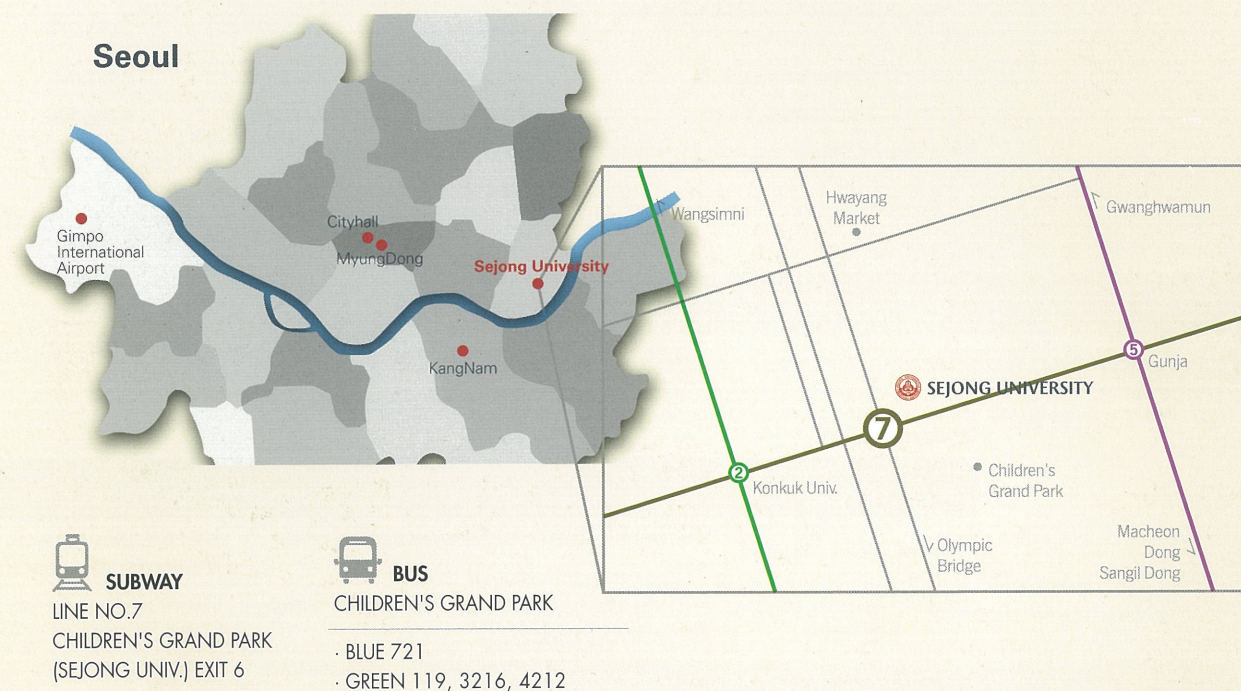 Seoul
Gimpo
International
Airport
Cityhall
MyungDong
Sejong University
KangNam
Wangsimni
Hwayang
Market
Gwanghwamun
5
Gunja
SEJONG UNIVERSITY
7
2
Konkuk Univ.
Children's
Grand Park
Olympic
Bridge
Macheon
Dong
Sangil Dong
SUBWAY
LINE NO.7
CHILDREN'S GRAND PARK
(SEJONG UNIV.) EXIT 6
BUS
CHILDREN'S GRAND PARK
· BLUE 721
· GREEN 119, 3216, 4212